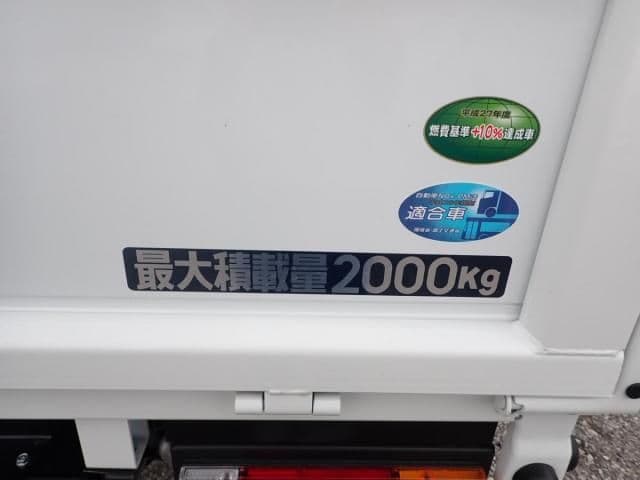 平成27年度
燃費基準+10%達成車
適合車
最大積載量2000Kg